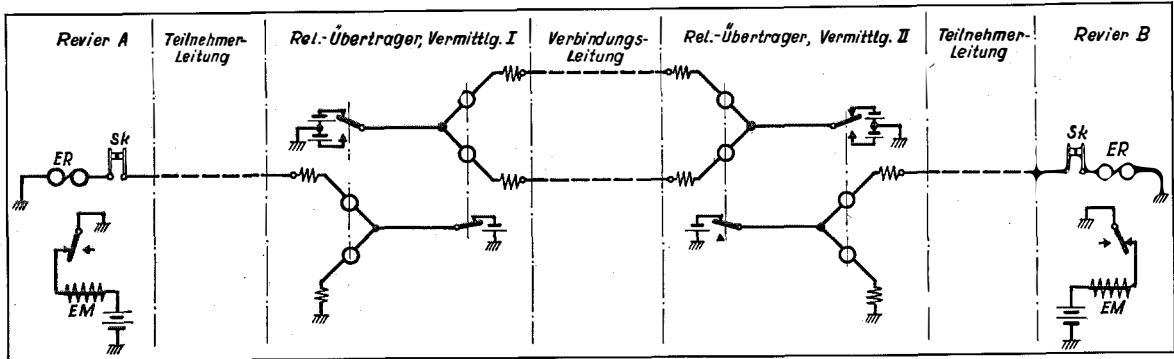 Revier A
Teilnehmer-
Leitung
Rel.-Übertrager, Vermittlg. I
Verbindungs-
Leitung
Rel.-Übertrager, Vermittlg. II
Teilnehmer-
Leitung
Revier B
Sk
ER
EM
Sk
ER
EM